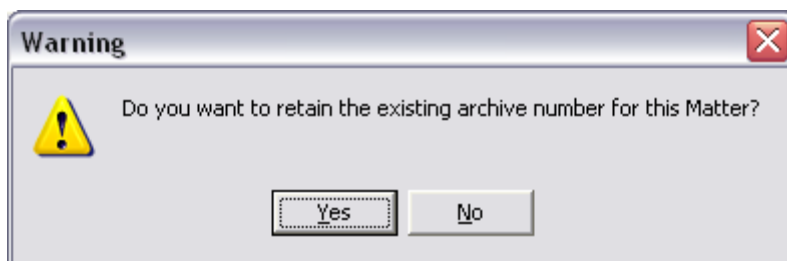 Warning
Do you want to retain the existing archive number for this Matter?
Yes
No